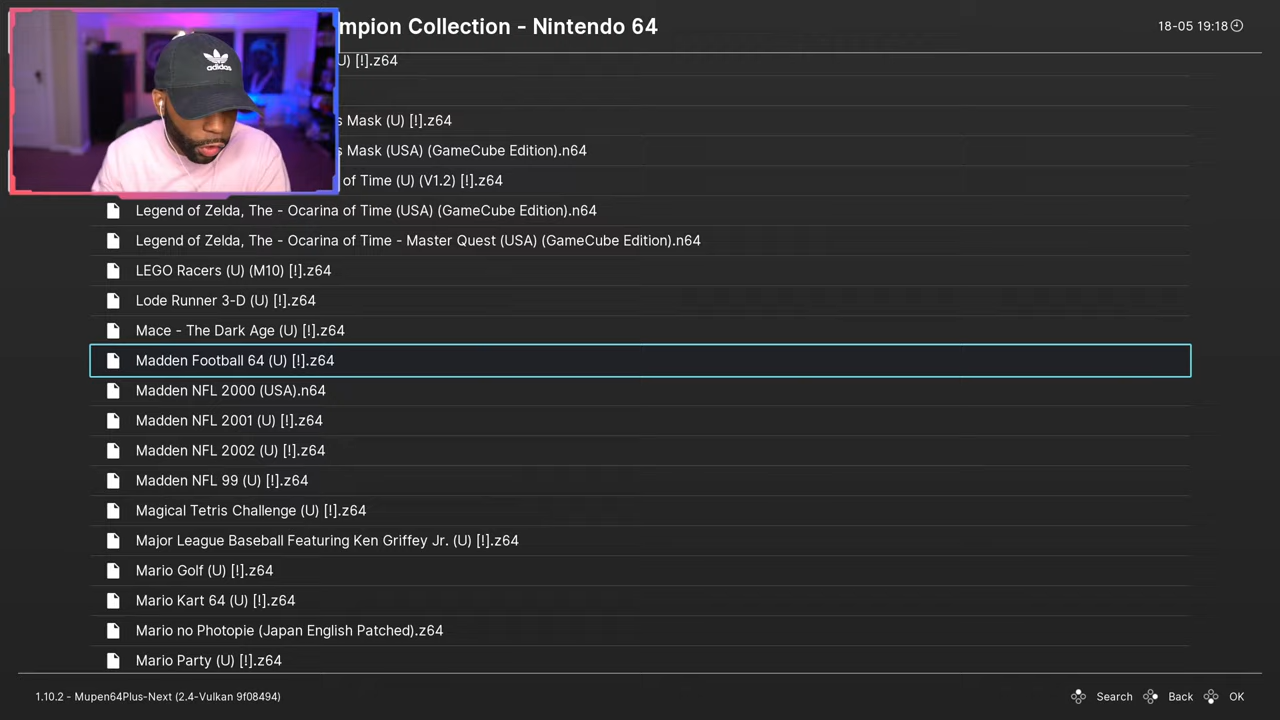 mpion Collection - Nintendo 64
18-05 19:18
adidas
U) [!].z64
s Mask (U) [!].z64
s Mask (USA) (GameCube Edition).n64
of Time (U) (V1.2) [!].z64
Legend of Zelda, The - Ocarina of Time (USA) (GameCube Edition).n64
Legend of Zelda, The - Ocarina of Time - Master Quest (USA) (GameCube Edition).n64
LEGO Racers (U) (M10) [!].z64
Lode Runner 3-D (U) [!].z64
Mace - The Dark Age (U) [!].z64
Madden Football 64 (U) [!].z64
Madden NFL 2000 (USA).n64
Madden NFL 2001 (U) [!].z64
Madden NFL 2002 (U) [!].z64
Madden NFL 99 (U) [!].z64
Magical Tetris Challenge (U) [!].z64
Major League Baseball Featuring Ken Griffey Jr. (U) [!].z64
Mario Golf (U) [!].z64
Mario Kart 64 (U) [!].z64
Mario no Photopie (Japan English Patched).z64
Mario Party (U) [!].z64
1.10.2 - Mupen64Plus-Next (2.4-Vulkan 9f08494)
Search Back OK